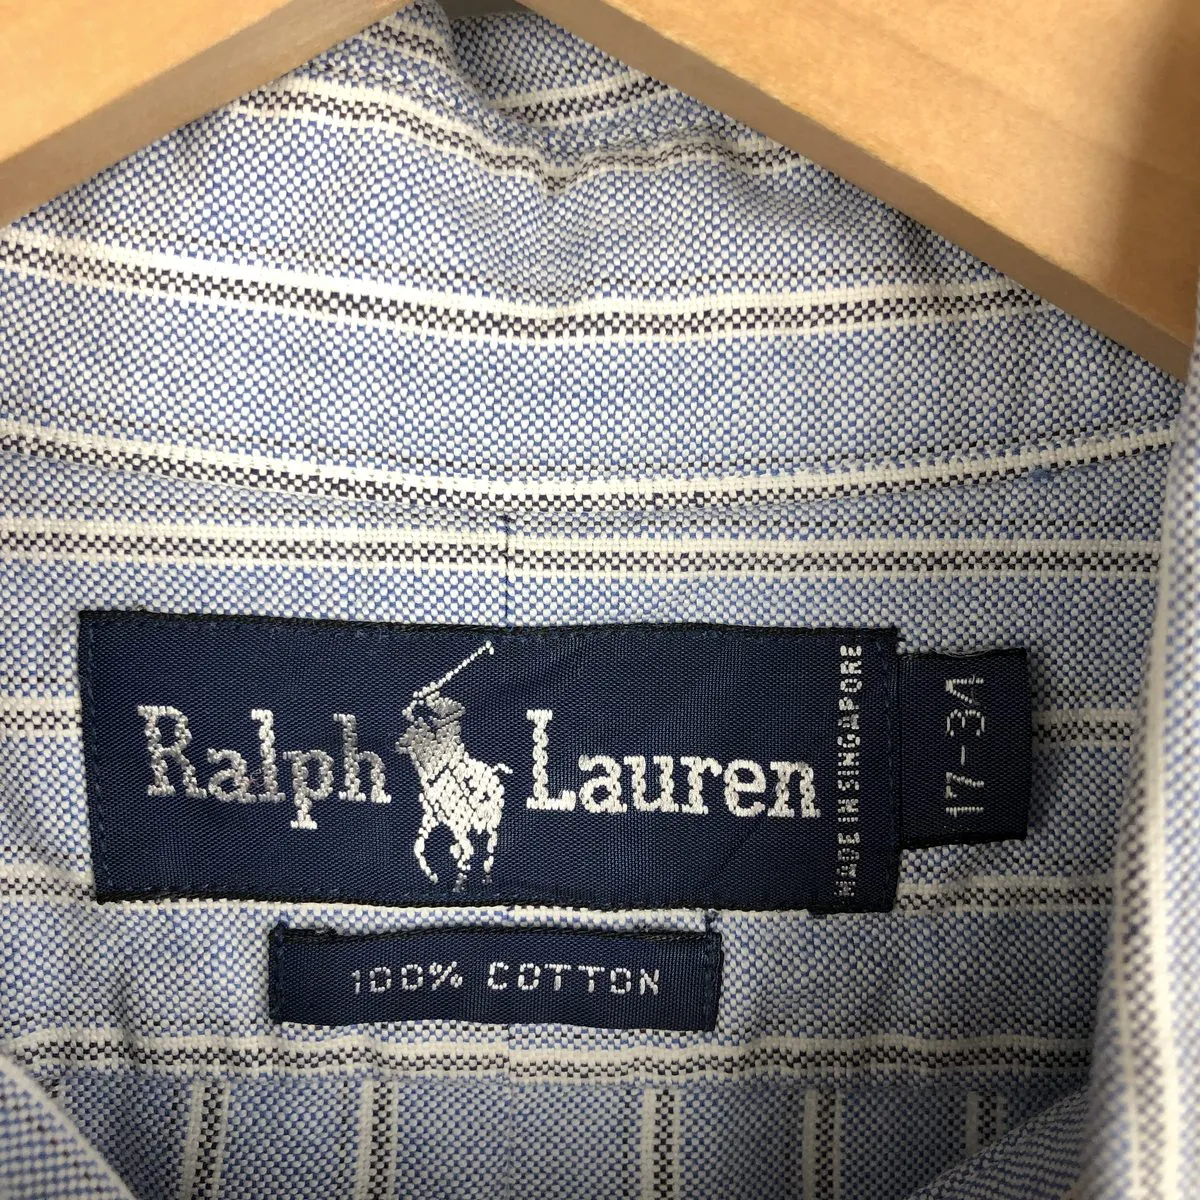 Ralph Lauren
MADE IN SINGAPORE
17-34
100% COTTON